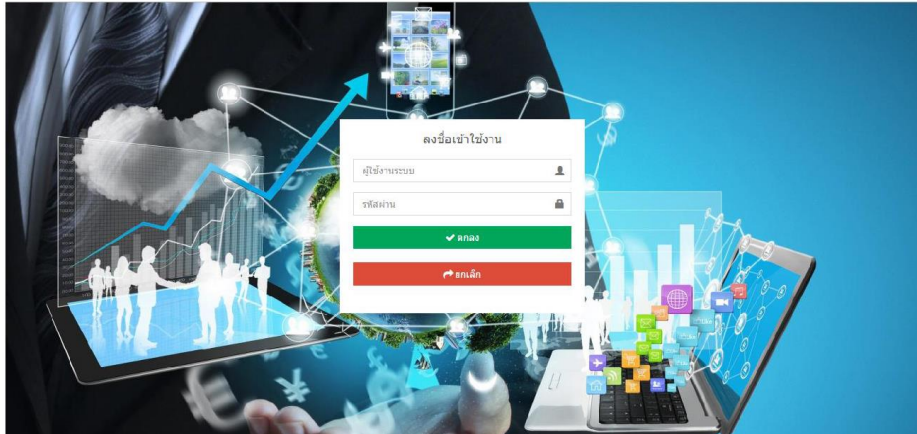 ลงชื่อเข้าใช้งาน
ผู้ใช้งานระบบ
รหัสผ่าน
ตกลง
ยกเลิก